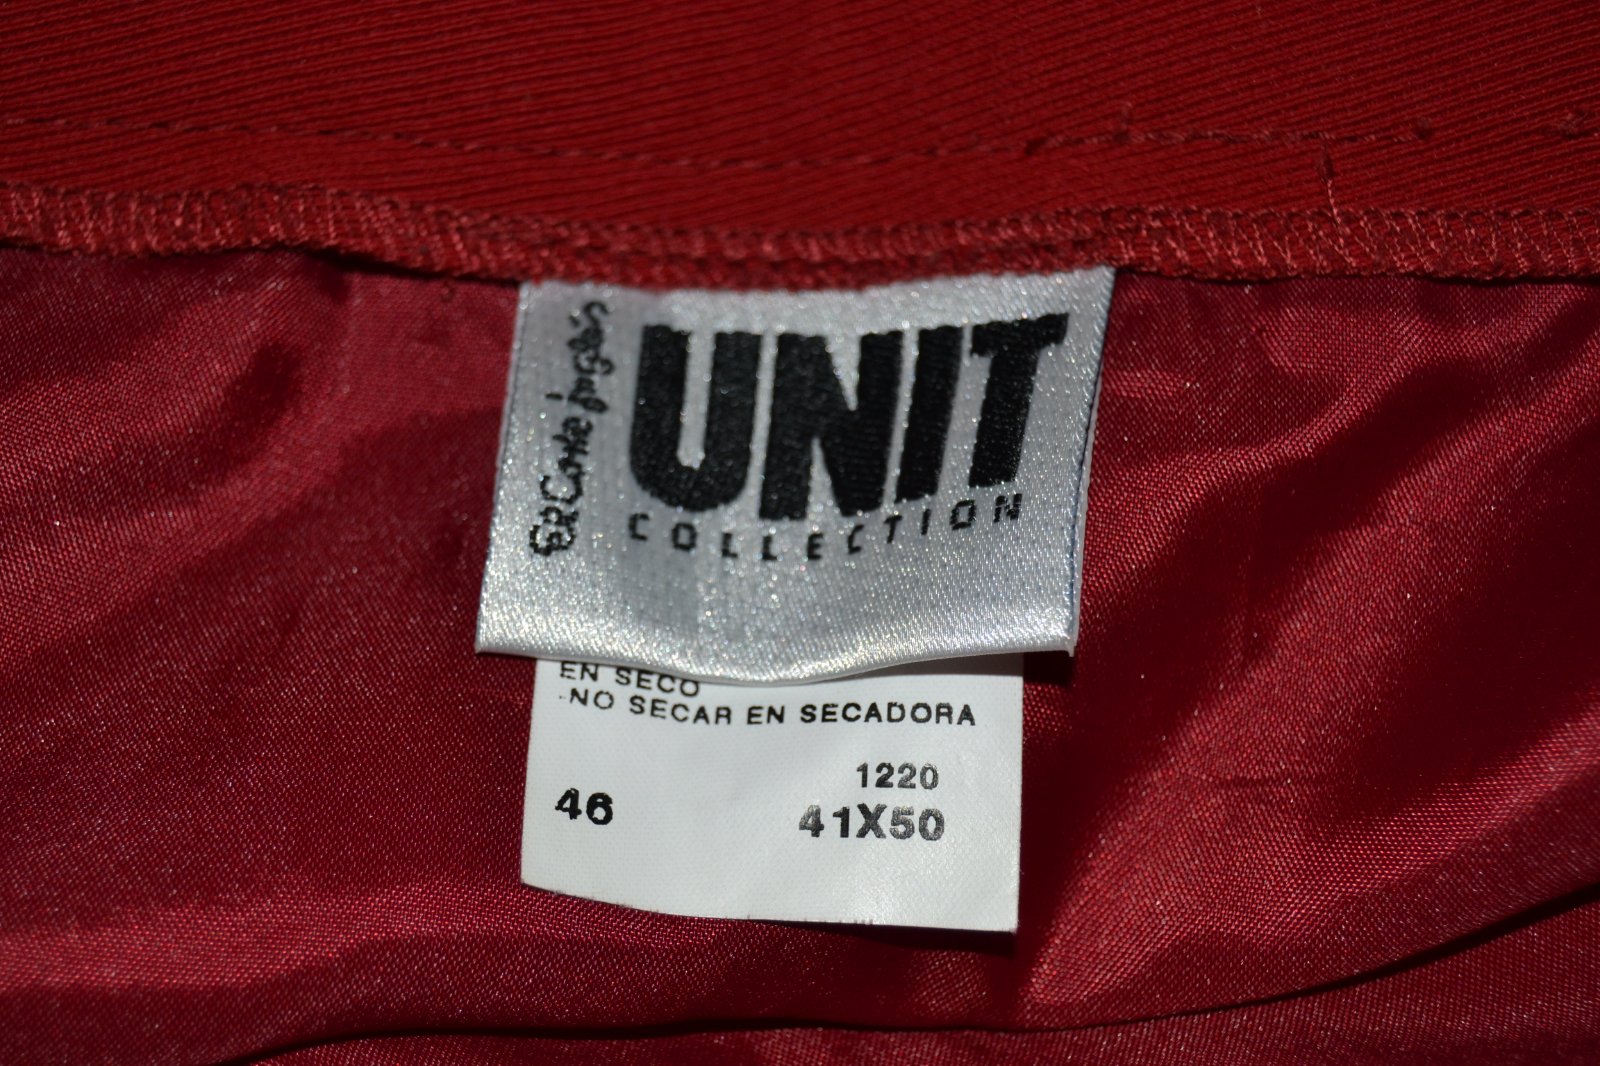 El Corte inglés
UNIT
COLLECTION
EN SECO
-NO SECAR EN SECADORA
1220
46 41X50